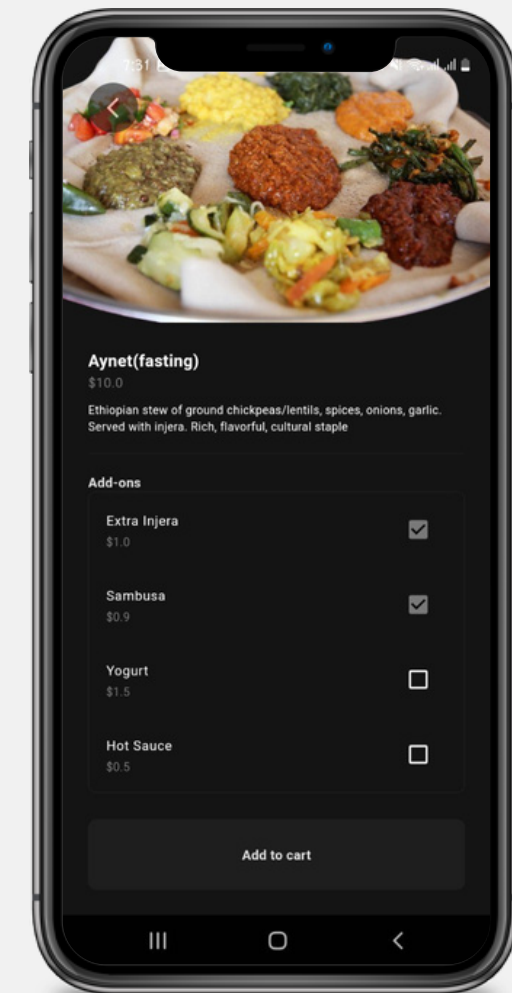 7:31
Aynet(fasting)
$10.0
Ethiopian stew of ground chickpeas/lentils, spices, onions, garlic.
Served with injera. Rich, flavorful, cultural staple
Add-ons
Extra Injera
$1.0
Sambusa
$0.9
Yogurt
$1.5
Hot Sauce
$0.5
Add to cart